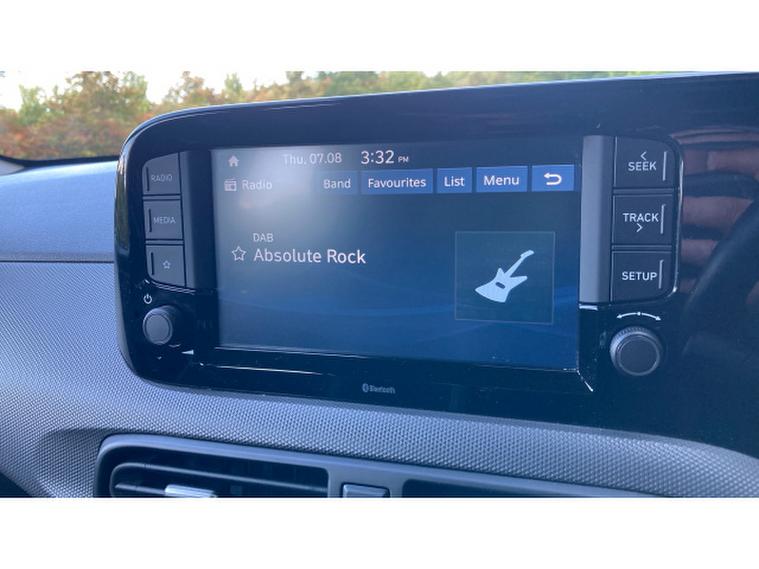 Thu, 07.08 3:32 PM
Radio Band Favourites List Menu
DAB
Absolute Rock
RADIO
MEDIA
SEEK
TRACK
SETUP
Bluetooth